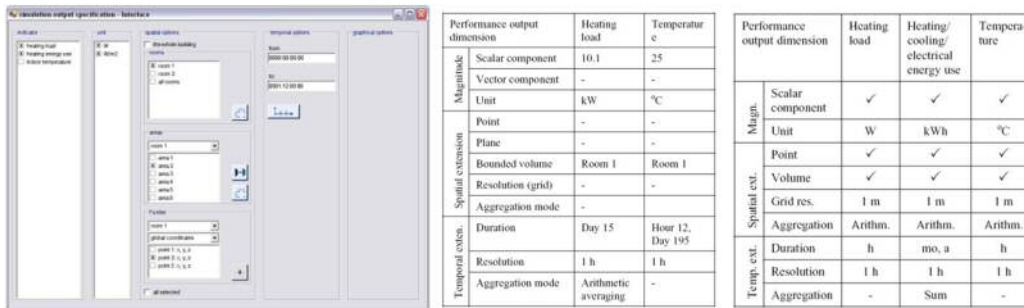 simulation output specification - Interface
indicator
heating load
heating energy use
indoor temperature
unit
W
W/m2
spatial options
the whole building
rooms
room 1
room 2
all rooms
areas
room 1
area 1
area 2
area 3
area 4
area 5
area 6
Points
room 1
global coordinates
point 1: x, y, z
point 2: x, y, z
point 3: x, y, z
all selected
temporal options
from
to
graphical options
Performance output dimension
Heating load
Temperatur
e
Magnitude
Scalar component 10.1 25
Vector component - -
Unit kW °C
Spatial extension
Point - -
Plane - -
Bounded volume Room 1 Room 1
Resolution (grid) - -
Aggregation mode - -
Temporal exten.
Duration Day 15 Hour 12, Day 195
Resolution 1 h 1 h
Aggregation mode Arithmetic averaging -
Performance output dimension
Heating load
Heating/ cooling/ electrical energy use
Tempera-
ture
Magn.
Scalar component ✓ ✓ ✓
Unit W kWh °C
Spatial ext.
Point ✓ ✓ ✓
Volume ✓ ✓ ✓
Grid res. 1 m 1 m 1 m
Aggregation Arithm. Arithm. Arithm.
Temp. ext.
Duration h mo, a h
Resolution 1 h 1 h 1 h
Aggregation - Sum -